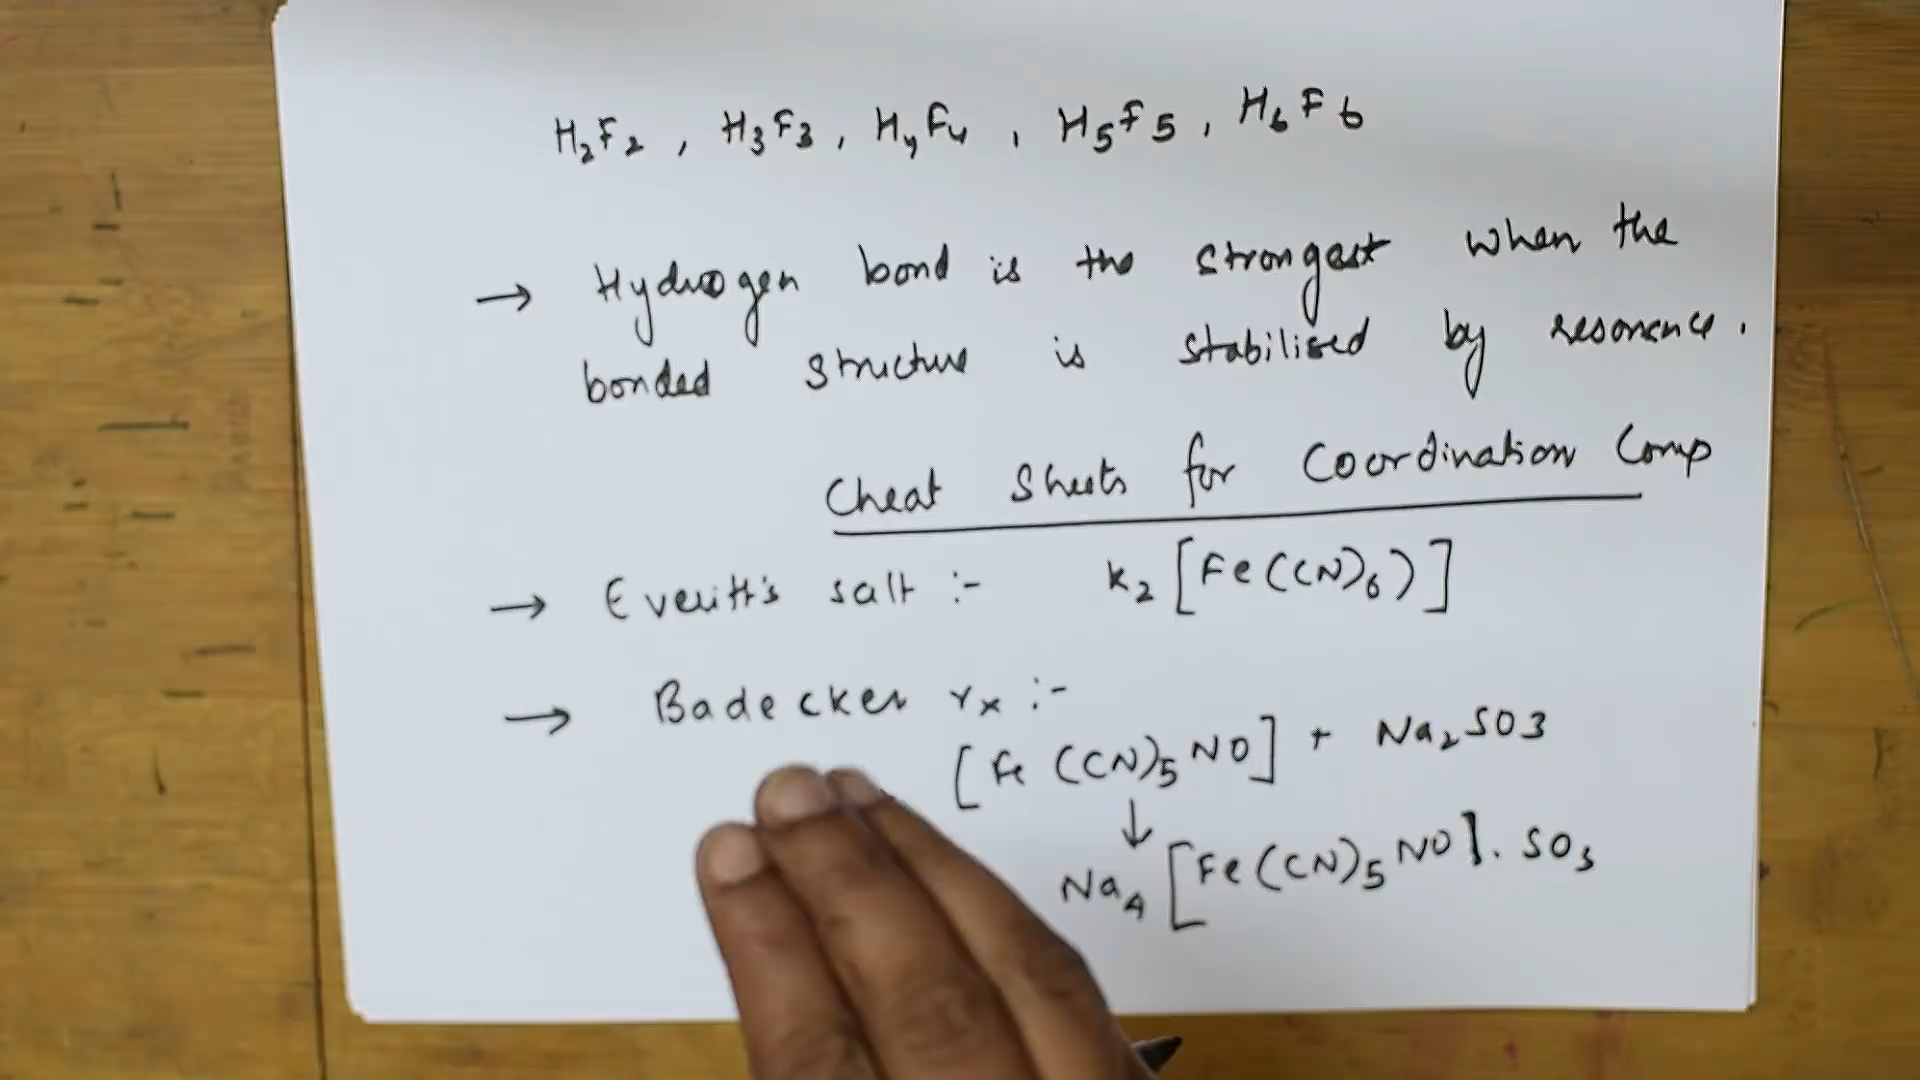 H₂F₂, H₃F₃, H₄F₄, H₅F₅, H₆F₆
→ Hydrogen bond is the strongest when the
bonded structure is stabilised by resonance.
Cheat Sheets for Coordination Comp
→ Everitt's salt :- K₂[Fe(CN)₆)]
→ Badecker rx :-
[Fe (CN)₅NO] + Na₂SO3
↓
Na₄[Fe(CN)₅NO]. SO₃